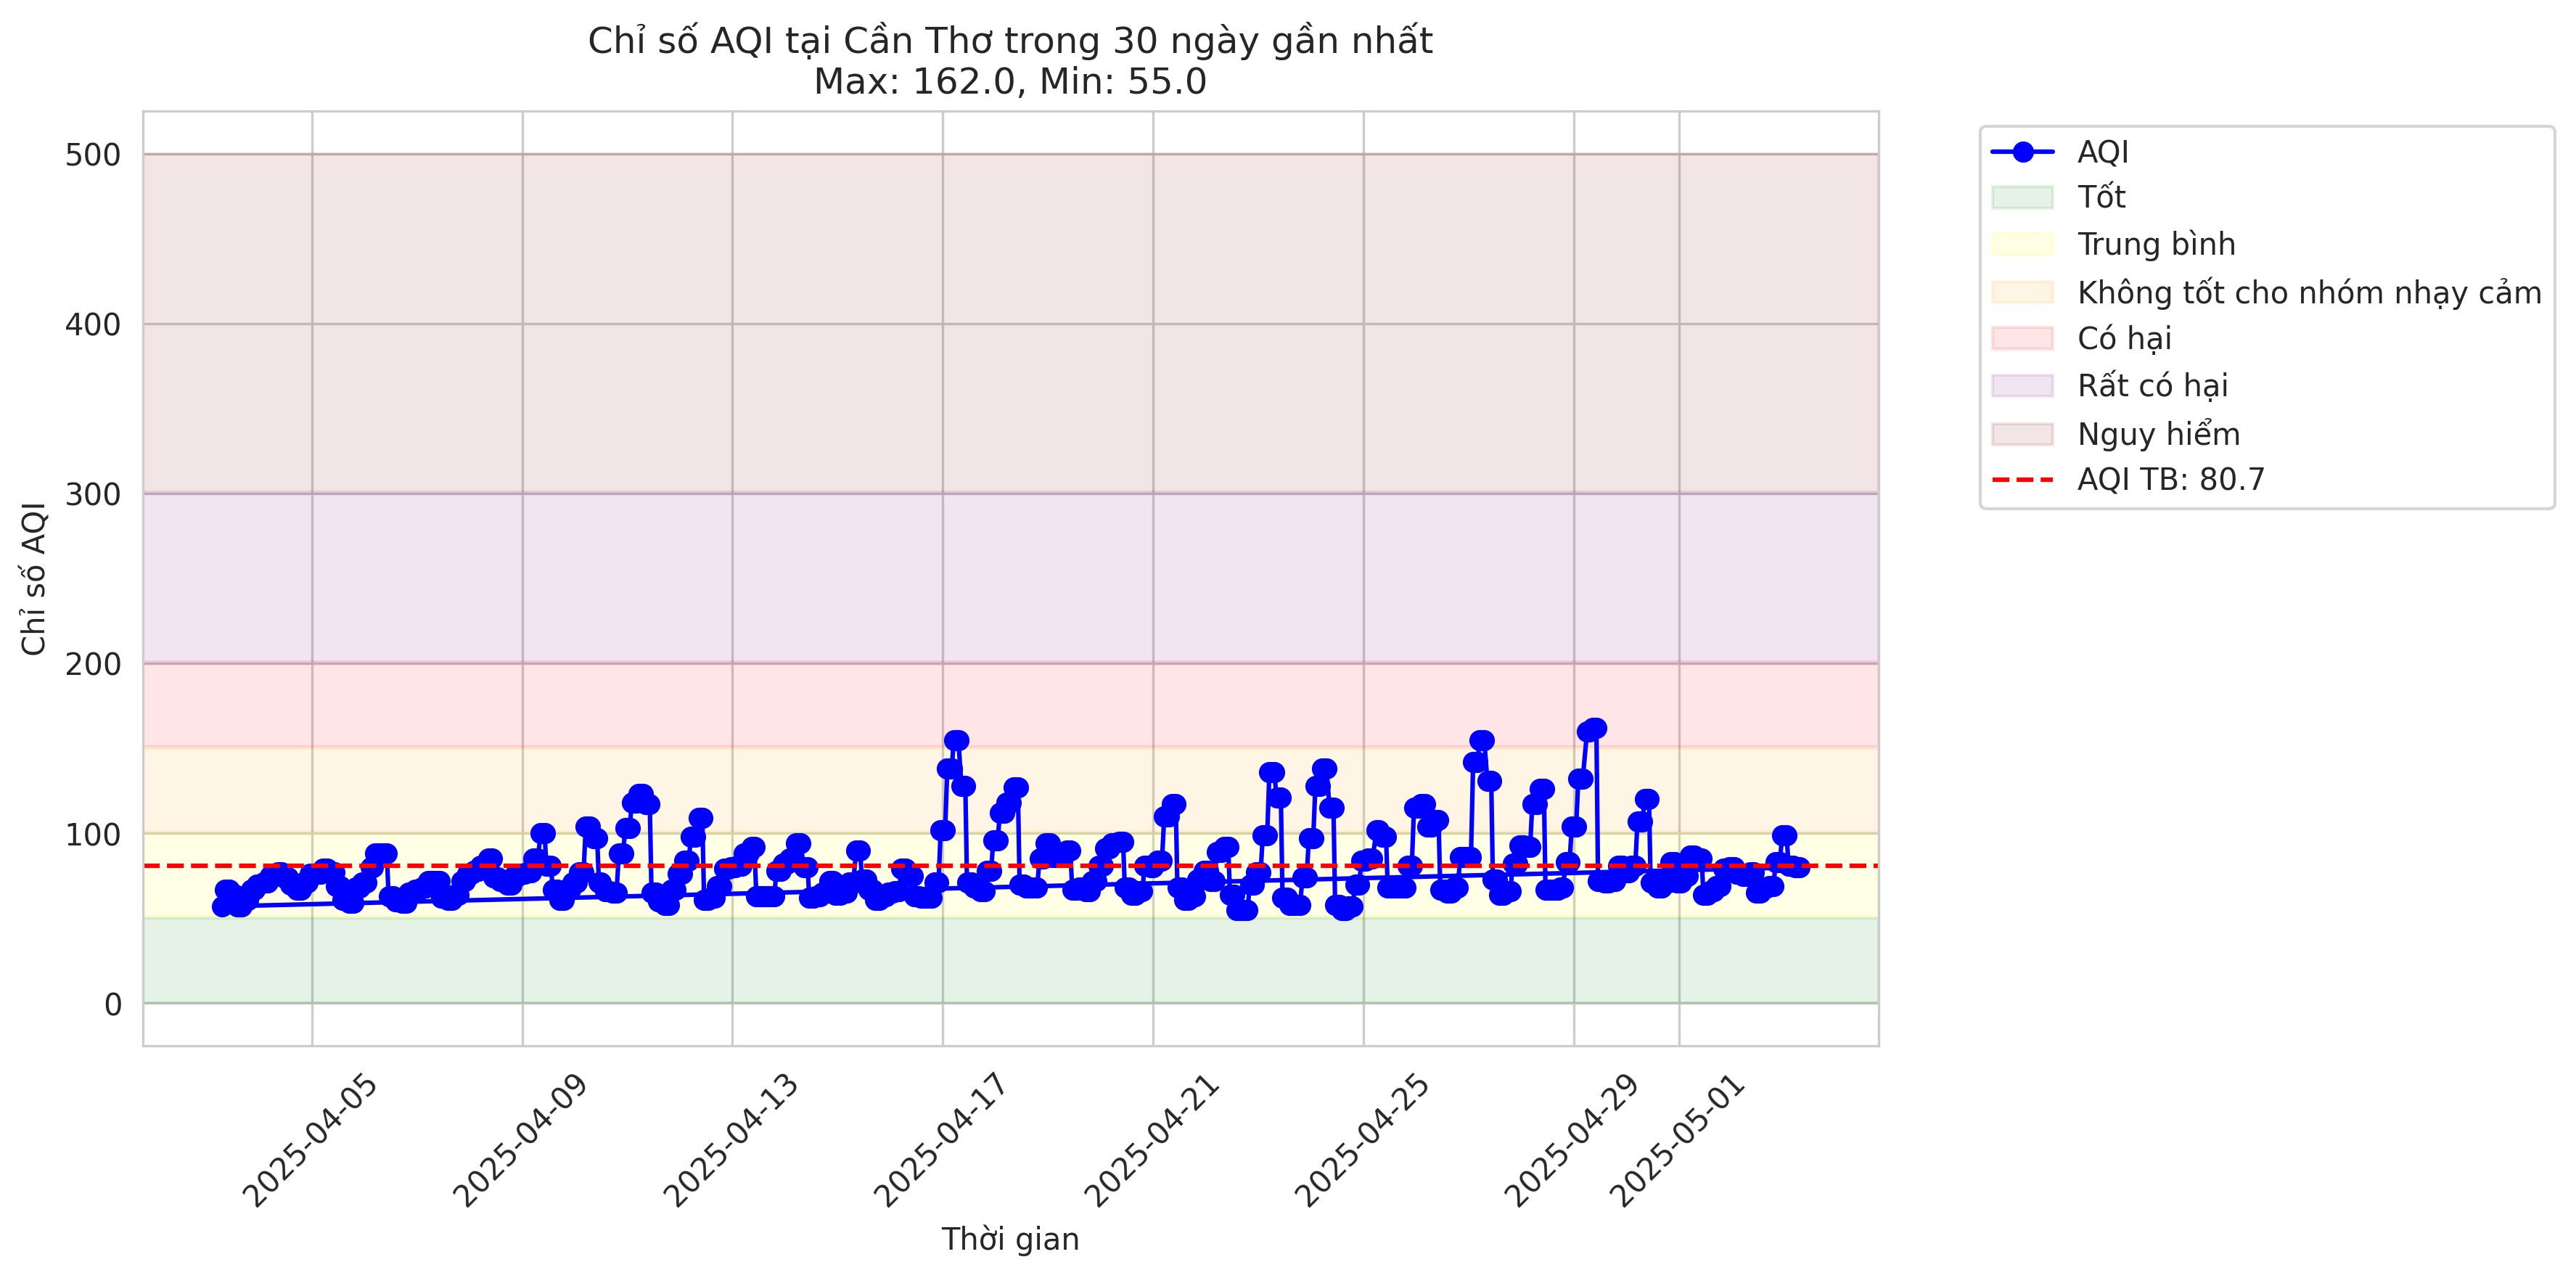 Chỉ số AQI tại Cần Thơ trong 30 ngày gần nhất
Max: 162.0, Min: 55.0
Chỉ số AQI
500
400
300
200
100
0
2025-04-05
2025-04-09
2025-04-13
2025-04-17
2025-04-21
2025-04-25
2025-04-29
2025-05-01
Thời gian
AQI
Tốt
Trung bình
Không tốt cho nhóm nhạy cảm
Có hại
Rất có hại
Nguy hiểm
AQI TB: 80.7